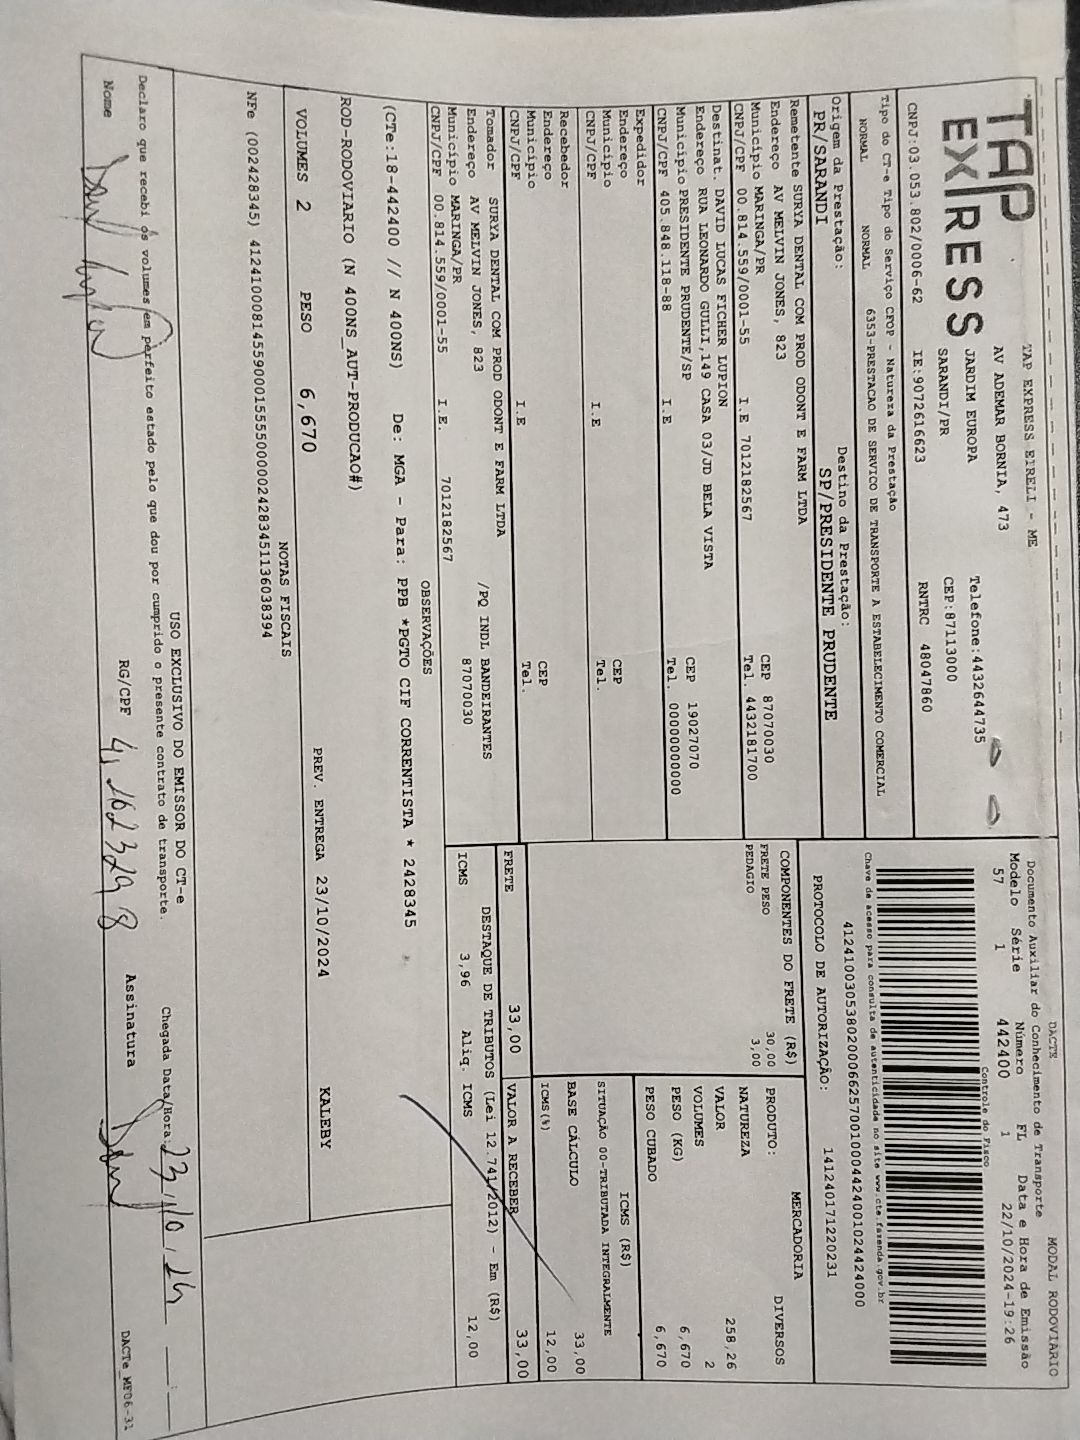 TAP EXPRESS
TAP EXPRESS EIRELI - ME
AV ADEMAR BORNIA, 473
JARDIM EUROPA
SARANDI/PR
Telefone:4432644735
CEP:87113000
CNPJ:03.053.802/0006-62 IE:9072616623 RNTRC 48047860
DACTE MODAL RODOVIÁRIO
Documento Auxiliar do Conhecimento de Transporte
Modelo Série Número FL Data e Hora de Emissão
57 1 442400 1 22/10/2024-19:26
Controle do Fisco
Chave de acesso para consulta de autenticidade no site www.cte.fazenda.gov.br
41241003053802000662570010004424001024424000
PROTOCOLO DE AUTORIZAÇÃO: 141240171220231
Tipo do CT-e Tipo do Serviço CFOP - Natureza da Prestação
NORMAL NORMAL 6353-PRESTACAO DE SERVICO DE TRANSPORTE A ESTABELECIMENTO COMERCIAL
Origem da Prestação: Destino da Prestação:
PR/SARANDI SP/PRESIDENTE PRUDENTE
Remetente SURYA DENTAL COM PROD ODONT E FARM LTDA
Endereço AV MELVIN JONES, 823
Município MARINGA/PR CEP 87070030
CNPJ/CPF 00.814.559/0001-55 I.E 7012182567 Tel. 4432181700
Destinat. DAVID LUCAS FICHER LUPION
Endereço RUA LEONARDO GULLI,149 CASA 03/JD BELA VISTA
Município PRESIDENTE PRUDENTE/SP CEP 19027070
CNPJ/CPF 405.848.118-88 I.E Tel. 00000000000
Expedidor
Endereço
Município CEP
CNPJ/CPF I.E Tel.
Recebedor
Endereço
Município CEP
CNPJ/CPF I.E Tel.
Tomador SURYA DENTAL COM PROD ODONT E FARM LTDA
Endereço AV MELVIN JONES, 823 /PQ INDL BANDEIRANTES
Município MARINGA/PR 87070030
CNPJ/CPF 00.814.559/0001-55 I.E. 7012182567
COMPONENTES DO FRETE (R$)
FRETE PESO 30,00
PEDAGIO 3,00
FRETE 33,00
MERCADORIA
PRODUTO: DIVERSOS
NATUREZA
VALOR 258,26
VOLUMES 2
PESO (KG) 6,670
PESO CUBADO 6,670
ICMS (R$)
SITUAÇÃO 00-TRIBUTADA INTEGRALMENTE
BASE CÁLCULO 33,00
ICMS(%) 12,00
VALOR A RECEBER 33,00
DESTAQUE DE TRIBUTOS (Lei 12.741/2012) - Em (R$)
ICMS 3,96 Aliq. ICMS 12,00
OBSERVAÇÕES
(CTe:18-442400 // N 400NS) De: MGA - Para: PPB *PGTO CIF CORRENTISTA * 2428345
ROD-RODOVIARIO (N 400NS_AUT-PRODUCAO#)
VOLUMES 2 PESO 6,670 PREV. ENTREGA 23/10/2024 KALEBY
NOTAS FISCAIS
NFe (002428345) 41241000814559000155550000024283451136038394
USO EXCLUSIVO DO EMISSOR DO CT-e
Declaro que recebi os volumes em perfeito estado pelo que dou por cumprido o presente contrato de transporte. Chegada Data/Hora: 23/10/24
Nome RG/CPF Assinatura
DACTe_MF06-31